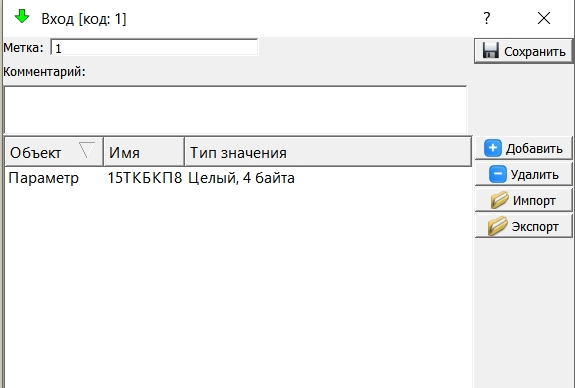 Вход [код: 1]
?
Метка: 1
Сохранить
Комментарий:
Объект Имя Тип значения
Параметр 15ТКБКП8 Целый, 4 байта
Добавить
Удалить
Импорт
Экспорт